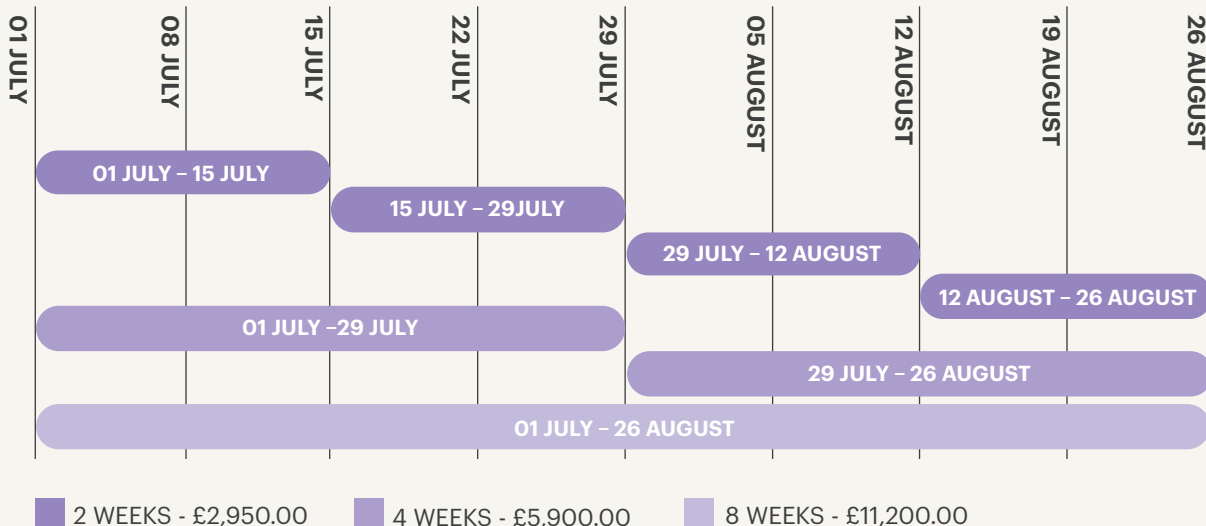 01 JULY
08 JULY
15 JULY
22 JULY
29 JULY
05 AUGUST
12 AUGUST
19 AUGUST
26 AUGUST
01 JULY – 15 JULY
15 JULY – 29JULY
29 JULY – 12 AUGUST
12 AUGUST – 26 AUGUST
01 JULY –29 JULY
29 JULY – 26 AUGUST
01 JULY – 26 AUGUST
2 WEEKS - £2,950.00
4 WEEKS - £5,900.00
8 WEEKS - £11,200.00